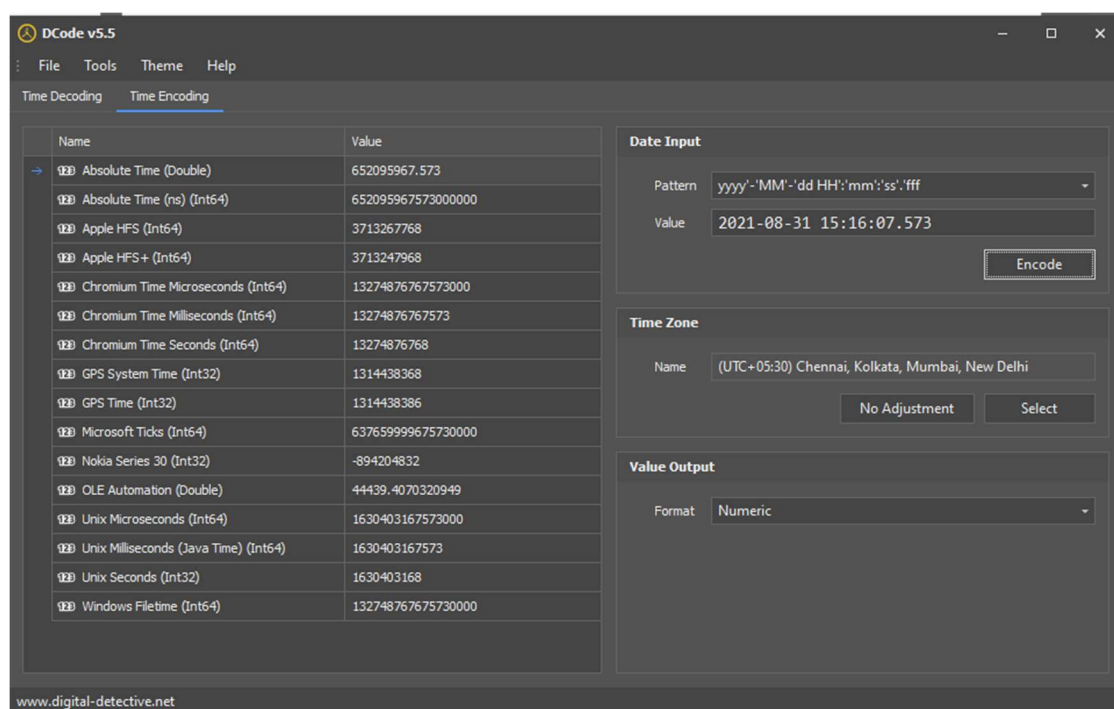 DCode v5.5
File Tools Theme Help
Time Decoding Time Encoding
Name Value
Absolute Time (Double) 652095967.573
Absolute Time (ns) (Int64) 652095967573000000
Apple HFS (Int64) 3713267768
Apple HFS+ (Int64) 3713247968
Chromium Time Microseconds (Int64) 13274876767573000
Chromium Time Milliseconds (Int64) 13274876767573
Chromium Time Seconds (Int64) 13274876768
GPS System Time (Int32) 1314438368
GPS Time (Int32) 1314438386
Microsoft Ticks (Int64) 637659999675730000
Nokia Series 30 (Int32) -894204832
OLE Automation (Double) 44439.4070320949
Unix Microseconds (Int64) 1630403167573000
Unix Milliseconds (Java Time) (Int64) 1630403167573
Unix Seconds (Int32) 1630403168
Windows Filetime (Int64) 132748767675730000
Date Input
Pattern yyyy'-'MM'-'dd HH':'mm':'ss'.'fff
Value 2021-08-31 15:16:07.573
Encode
Time Zone
Name (UTC+05:30) Chennai, Kolkata, Mumbai, New Delhi
No Adjustment Select
Value Output
Format Numeric
www.digital-detective.net